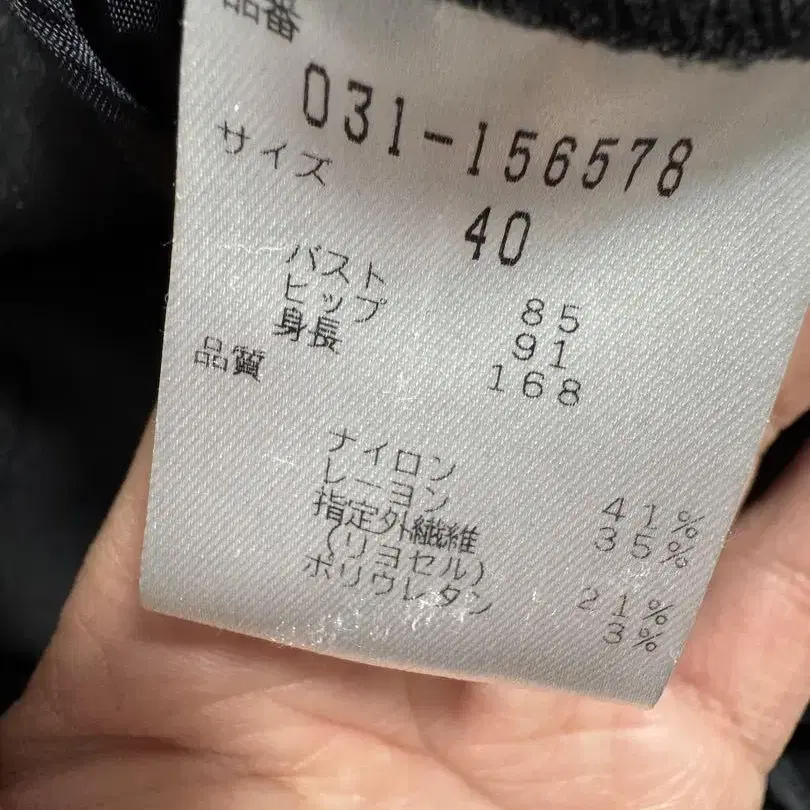 品番
031-156578
サイズ
40
バスト 85
ヒップ 91
身長 168
品質
ナイロン 41%
レーヨン 35%
指定外繊維
(リヨセル) 21%
ポリウレタン 3%